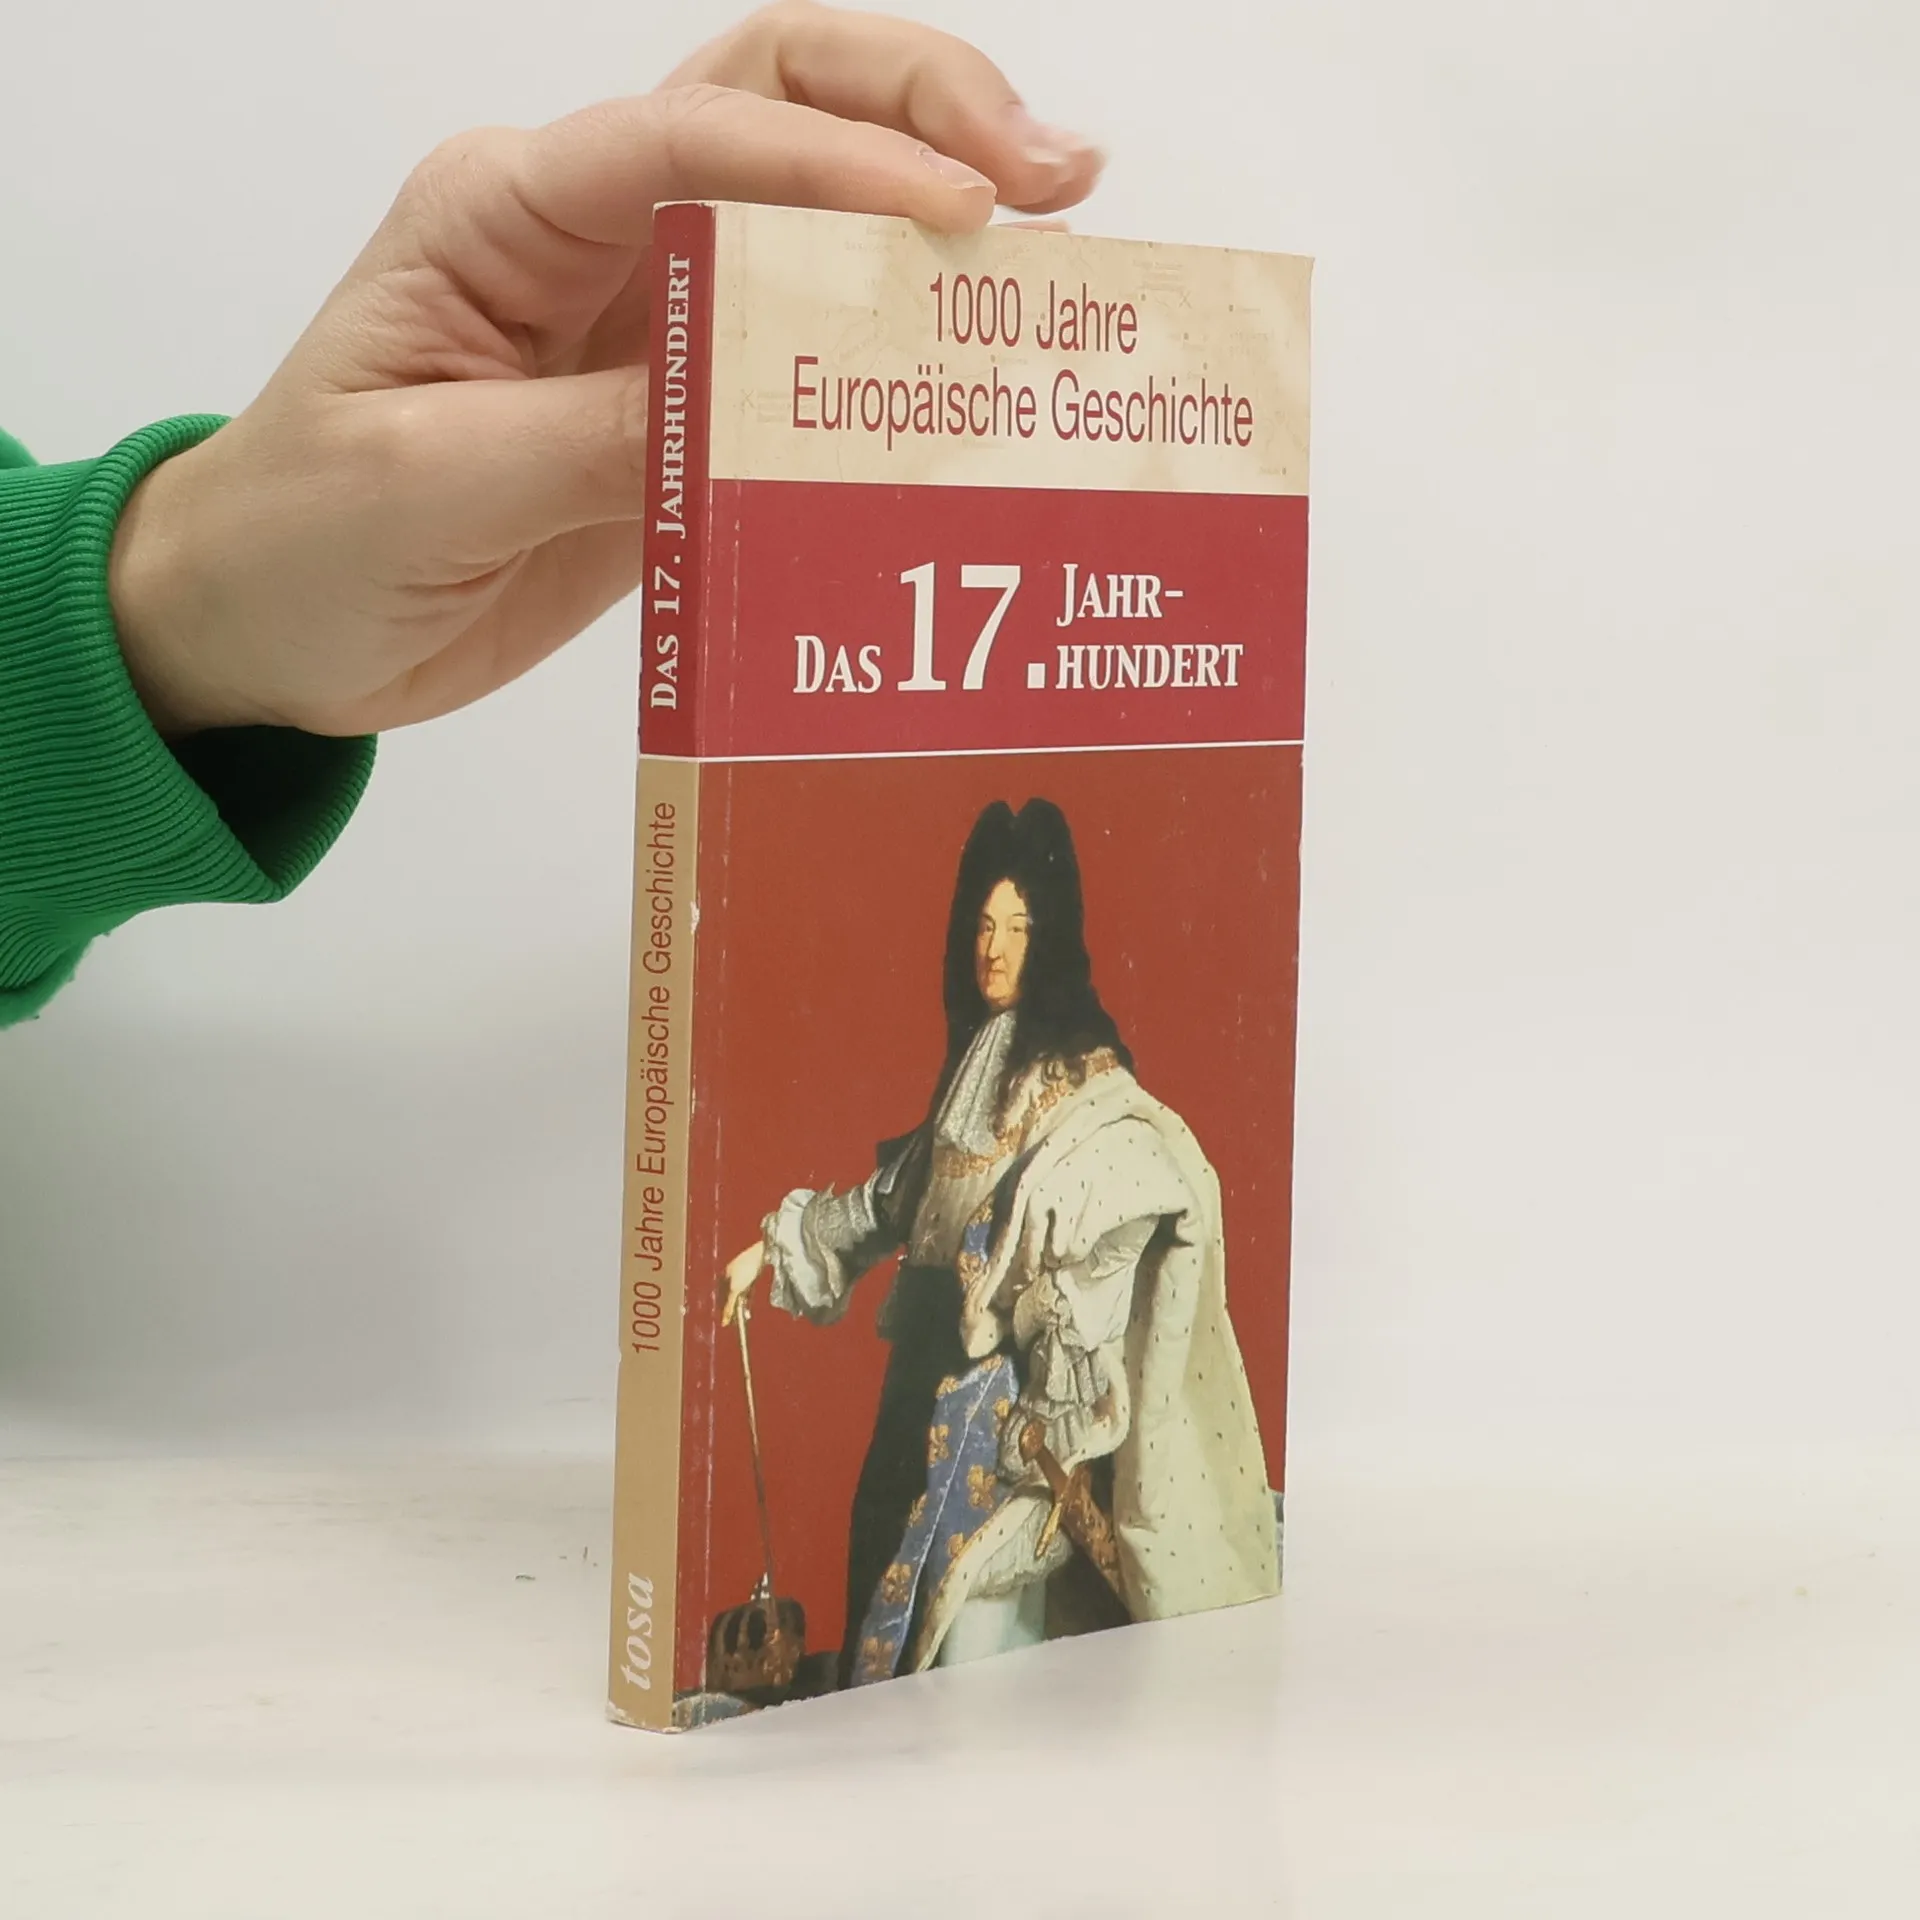 1000 Jahre
Europäische Geschichte
DAS 17. JAHR-
HUNDERT
DAS 17. JAHRHUNDERT
1000 Jahre Europäische Geschichte
tosa